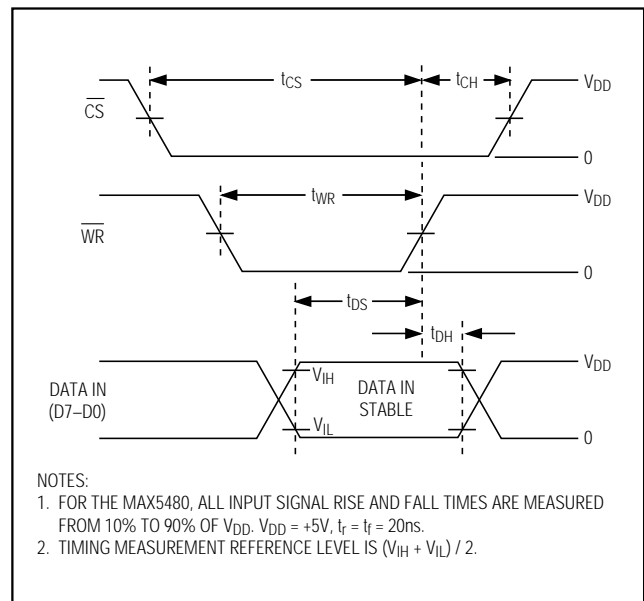 tCS
tCH
VDD
CS
0
tWR
VDD
WR
0
tDS
tDH
VDD
VIH
DATA IN
(D7–D0)
DATA IN
STABLE
VIL
0
NOTES:
1. FOR THE MAX5480, ALL INPUT SIGNAL RISE AND FALL TIMES ARE MEASURED
FROM 10% TO 90% OF VDD. VDD = +5V, tr = tf = 20ns.
2. TIMING MEASUREMENT REFERENCE LEVEL IS (VIH + VIL) / 2.